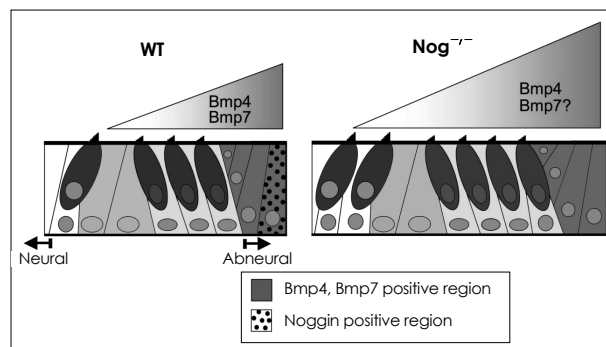 WT
Nog−/−
Bmp4
Bmp7
Bmp4
Bmp7?
Neural
Abneural
Bmp4, Bmp7 positive region
Noggin positive region